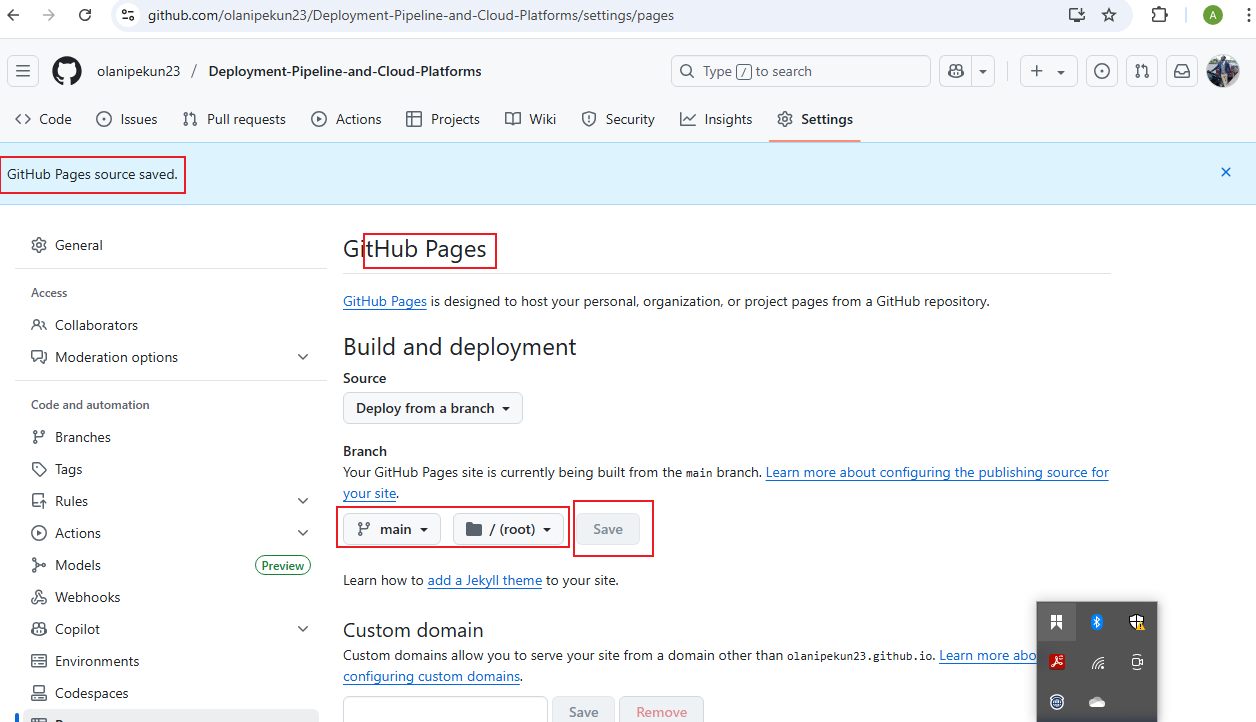 github.com/olanipekun23/Deployment-Pipeline-and-Cloud-Platforms/settings/pages
A
olanipekun23 / Deployment-Pipeline-and-Cloud-Platforms
Type / to search
Code Issues Pull requests Actions Projects Wiki Security Insights Settings
GitHub Pages source saved.
General
Access
Collaborators
Moderation options
Code and automation
Branches
Tags
Rules
Actions
Models Preview
Webhooks
Copilot
Environments
Codespaces
GitHub Pages
GitHub Pages is designed to host your personal, organization, or project pages from a GitHub repository.
Build and deployment
Source
Deploy from a branch
Branch
Your GitHub Pages site is currently being built from the main branch. Learn more about configuring the publishing source for
your site.
main / (root) Save
Learn how to add a Jekyll theme to your site.
Custom domain
Custom domains allow you to serve your site from a domain other than olanipekun23.github.io. Learn more abo
configuring custom domains.
Save Remove